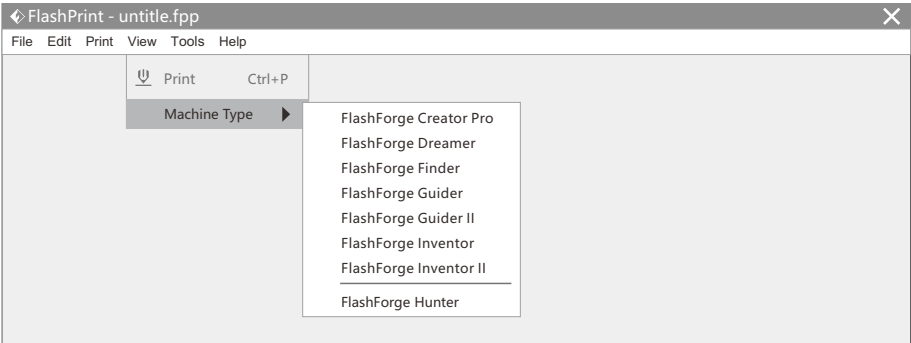 FlashPrint - untitle.fpp
File Edit Print View Tools Help
Print Ctrl+P
Machine Type
FlashForge Creator Pro
FlashForge Dreamer
FlashForge Finder
FlashForge Guider
FlashForge Guider II
FlashForge Inventor
FlashForge Inventor II
FlashForge Hunter